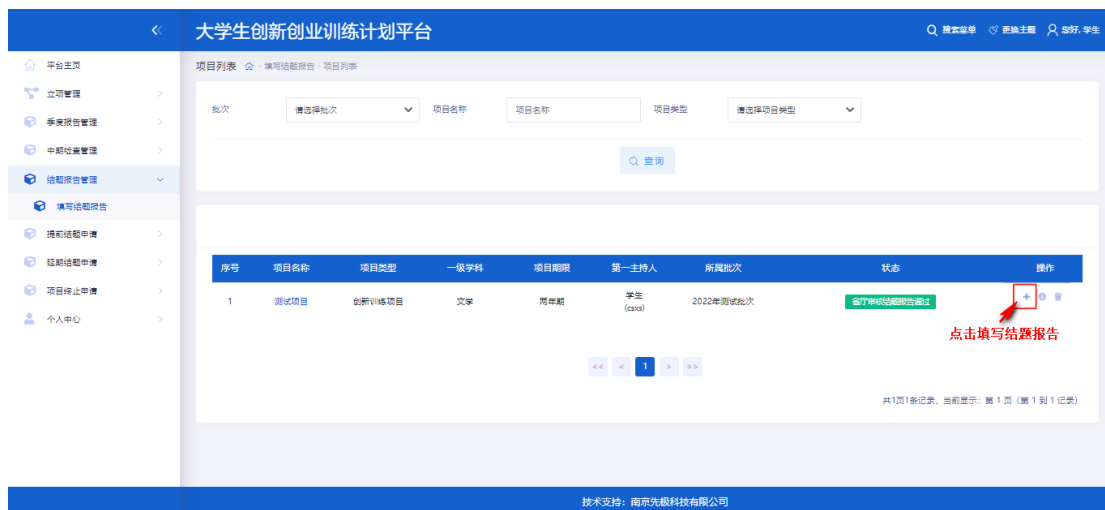 大学生创新创业训练计划平台
搜索菜单 更换主题 您好, 学生
平台主页
立项管理
季度报告管理
中期检查管理
结题报告管理
填写结题报告
提前结题申请
延期结题申请
项目终止申请
个人中心
项目列表 - 填写结题报告 - 项目列表
批次 请选择批次 项目名称 项目名称 项目类型 请选择项目类型
查询
序号 项目名称 项目类型 一级学科 项目期限 第一主持人 所属批次 状态 操作
1 测试项目 创新训练项目 文学 两年期 学生 (csxs) 2022年测试批次 省厅审核结题报告通过
点击填写结题报告
<< < 1 > >>
共1页1条记录, 当前显示: 第 1 页 (第 1 到 1 记录)
技术支持: 南京先极科技有限公司